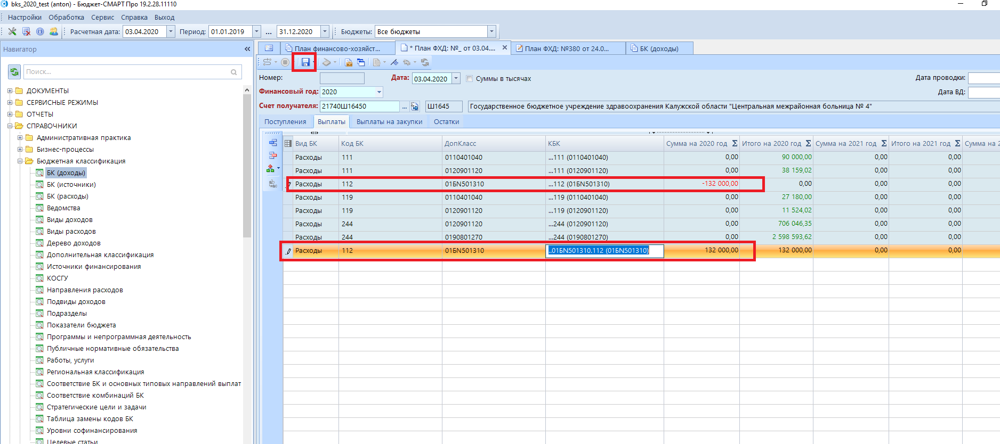 bks_2020_test (anton) - Бюджет-СМАРТ Про 19.2.28.11110
Настройки Обработка Сервис Справка Выход
Расчетная дата: 03.04.2020 Период: 01.01.2019 ... 31.12.2020 Бюджеты: Все бюджеты
Навигатор
Поиск...
ДОКУМЕНТЫ
СЕРВИСНЫЕ РЕЖИМЫ
ОТЧЕТЫ
СПРАВОЧНИКИ
Административная практика
Бизнес-процессы
Бюджетная классификация
БК (доходы)
БК (источники)
БК (расходы)
Ведомства
Виды доходов
Виды расходов
Дерево доходов
Дополнительная классификация
Источники финансирования
КОСГУ
Направления расходов
Подвиды доходов
Подразделы
Показатели бюджета
Программы и непрограммная деятельность
Публичные нормативные обязательства
Работы, услуги
Региональная классификация
Соответствие БК и основных типовых направлений выплат
Соответствие комбинаций БК
Стратегические цели и задачи
Таблица замены кодов БК
Уровни софинансирования
Целевые статьи
План финансово-хозяйст... * План ФХД: №_ от 03.04.... План ФХД: №380 от 24.0... БК (доходы)
Номер: Дата: 03.04.2020 Суммы в тысячах Дата проводки:
Финансовый год: 2020 Дата ВД:
Счет получателя: 21740Ш16450 ... Ш1645 Государственное бюджетное учреждение здравоохранения Калужской области "Центральная межрайонная больница № 4"
Поступления Выплаты Выплаты на закупки Остатки
Вид БК Код БК ДопКласс КБК Сумма на 2020 год Σ Итого на 2020 год Σ Сумма на 2021 год Σ Итого на 2021 год Σ Сумма на 2
Расходы 111 0110401040 ...111 (0110401040) 0,00 90 000,00 0,00 0,00
Расходы 111 0120901120 ...111 (0120901120) 0,00 38 159,02 0,00 0,00
Расходы 112 01БN501310 ...112 (01БN501310) -132 000,00 0,00 0,00 0,00
Расходы 119 0110401040 ...119 (0110401040) 0,00 27 180,00 0,00 0,00
Расходы 119 0120901120 ...119 (0120901120) 0,00 11 524,02 0,00 0,00
Расходы 244 0120901120 ...244 (0120901120) 0,00 706 046,35 0,00 0,00
Расходы 244 0190801270 ...244 (0190801270) 0,00 2 598 593,62 0,00 0,00
Расходы 112 01БN501310 ..01БN501310.112 (01БN501310) 132 000,00 132 000,00 0,00 0,00